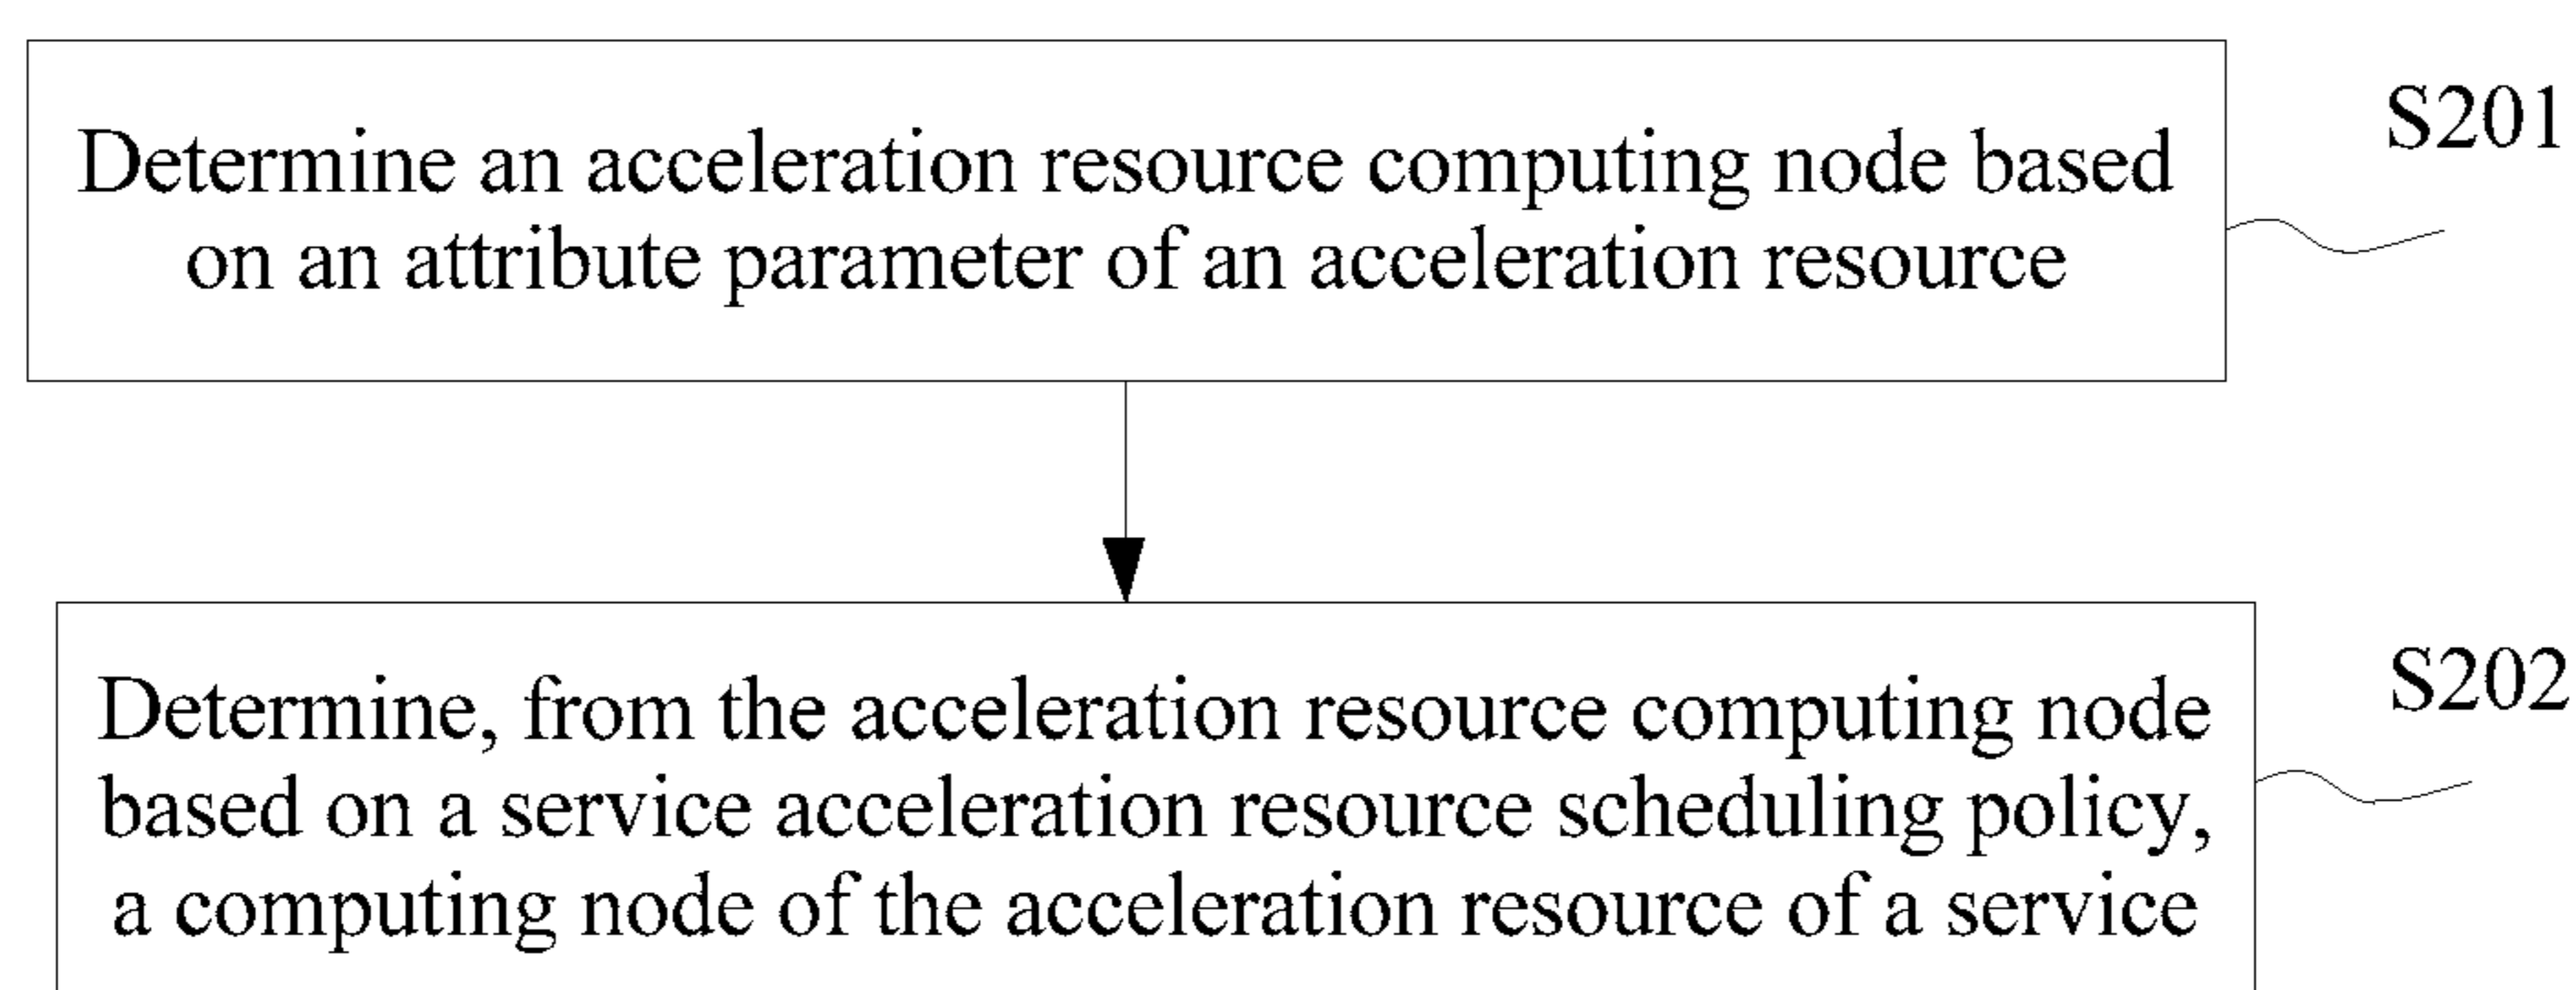 S201
Determine an acceleration resource computing node based
on an attribute parameter of an acceleration resource
S202
Determine, from the acceleration resource computing node
based on a service acceleration resource scheduling policy,
a computing node of the acceleration resource of a service